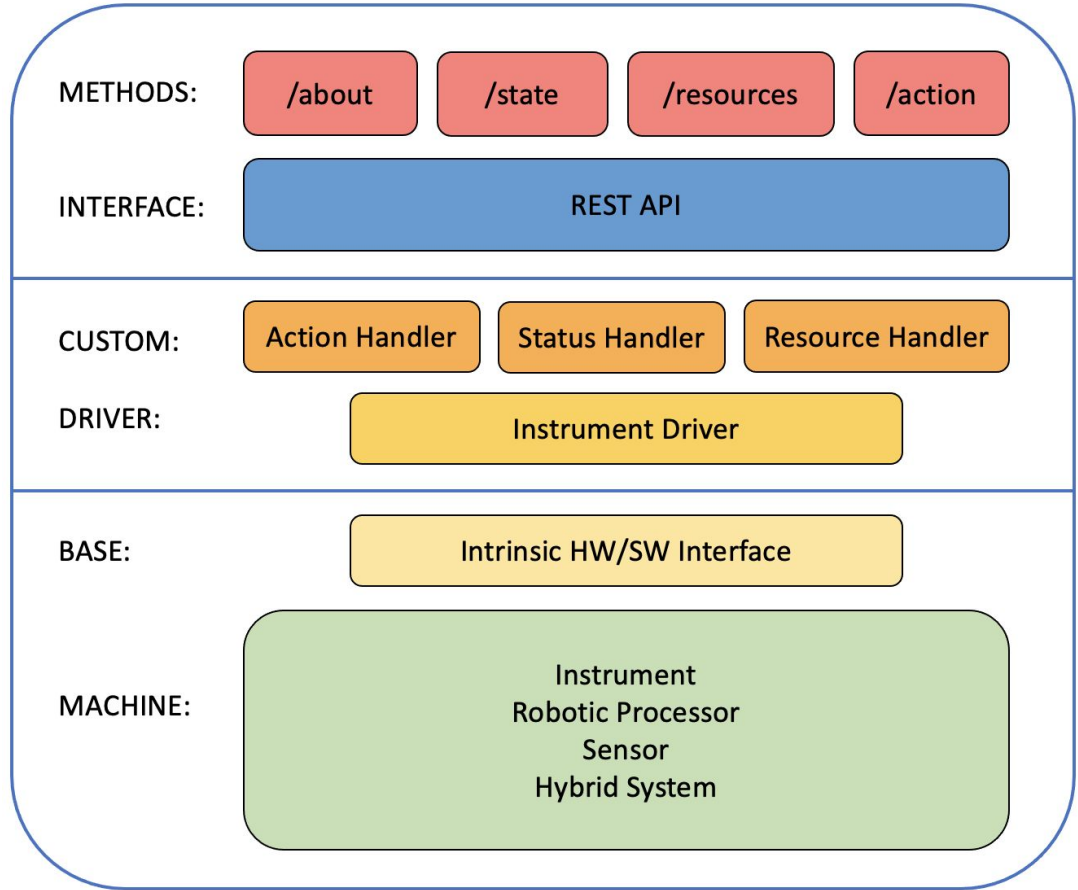 METHODS:
/about
/state
/resources
/action
INTERFACE:
REST API
CUSTOM:
Action Handler
Status Handler
Resource Handler
DRIVER:
Instrument Driver
BASE:
Intrinsic HW/SW Interface
MACHINE:
Instrument
Robotic Processor
Sensor
Hybrid System